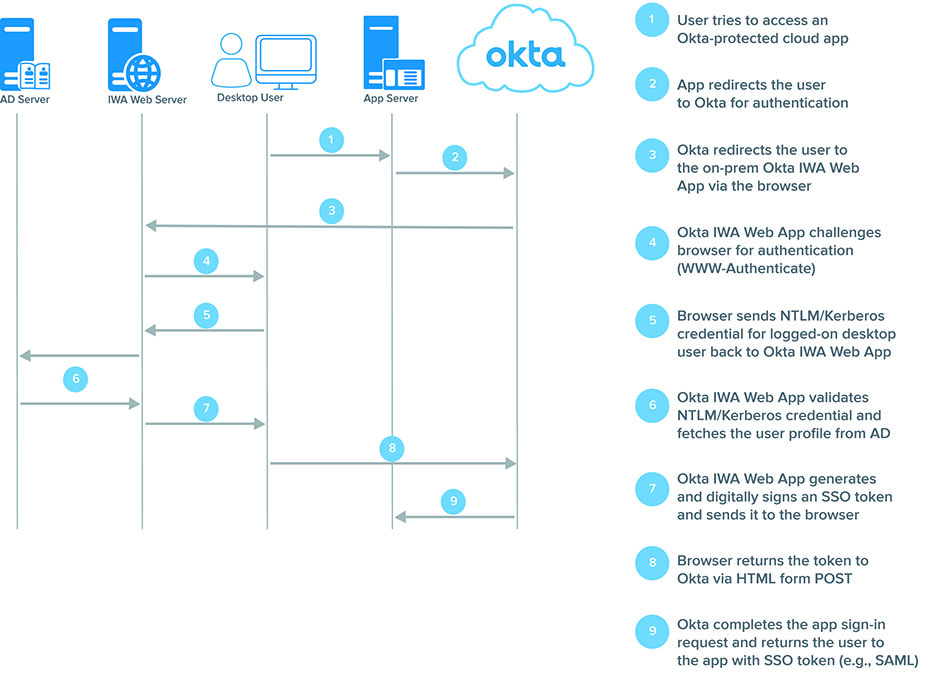 okta
AD Server
IWA Web Server
Desktop User
App Server
1
2
3
4
5
6
7
8
9
1
User tries to access an
Okta-protected cloud app
2
App redirects the user
to Okta for authentication
3
Okta redirects the user to
the on-prem Okta IWA Web
App via the browser
4
Okta IWA Web App challenges
browser for authentication
(WWW-Authenticate)
5
Browser sends NTLM/Kerberos
credential for logged-on desktop
user back to Okta IWA Web App
6
Okta IWA Web App validates
NTLM/Kerberos credential and
fetches the user profile from AD
7
Okta IWA Web App generates
and digitally signs an SSO token
and sends it to the browser
8
Browser returns the token to
Okta via HTML form POST
9
Okta completes the app sign-in
request and returns the user to
the app with SSO token (e.g., SAML)